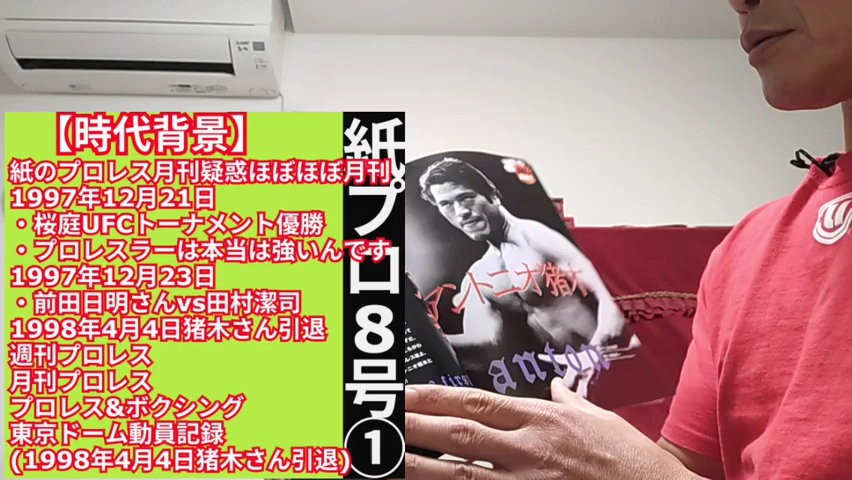 【時代背景】
紙のプロレス月刊疑惑ほぼほぼ月刊
1997年12月21日
・桜庭UFCトーナメント優勝
・プロレスラーは本当は強いんです
1997年12月23日
・前田日明さんvs田村潔司
1998年4月4日猪木さん引退
週刊プロレス
月刊プロレス
プロレス&ボクシング
東京ドーム動員記録
(1998年4月4日猪木さん引退)
紙プロ8号①
アントニオ猪木
anton